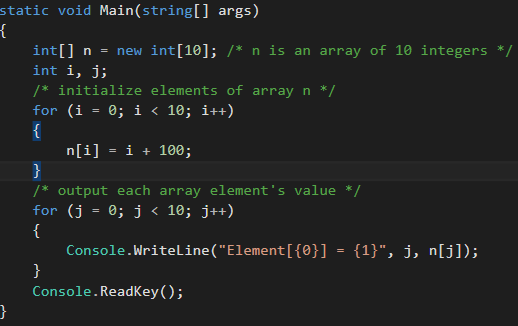 static void Main(string[] args)
{
    int[] n = new int[10]; /* n is an array of 10 integers */
    int i, j;
    /* initialize elements of array n */
    for (i = 0; i < 10; i++)
    {
        n[i] = i + 100;
    }
    /* output each array element's value */
    for (j = 0; j < 10; j++)
    {
        Console.WriteLine("Element[{0}] = {1}", j, n[j]);
    }
    Console.ReadKey();
}